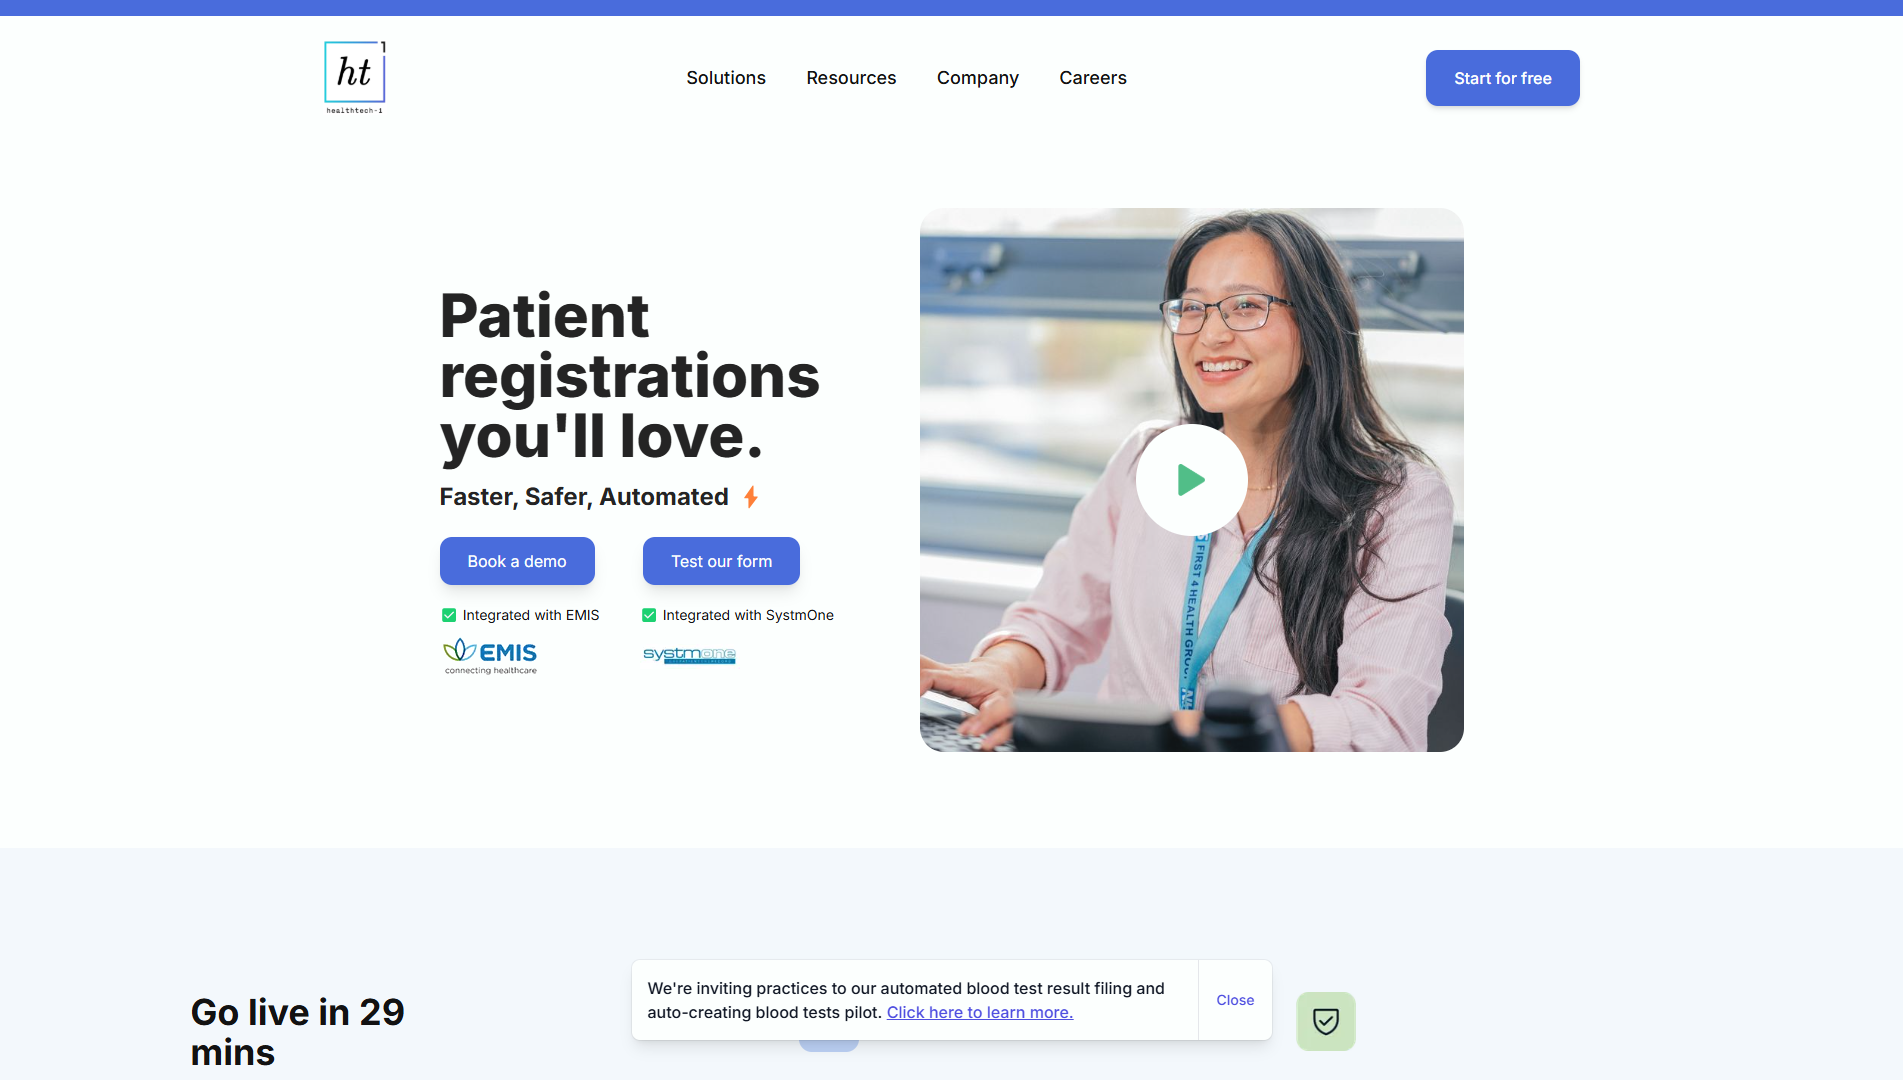 ht
1
healthtech-1
Solutions
Resources
Company
Careers
Start for free
Patient
registrations
you'll love.
Faster, Safer, Automated
Book a demo
Test our form
Integrated with EMIS
Integrated with SystmOne
EMIS
connecting healthcare
systmone
FIRST 4 HEALTH GROUP
Go live in 29
mins
We're inviting practices to our automated blood test result filing and
auto-creating blood tests pilot. Click here to learn more.
Close